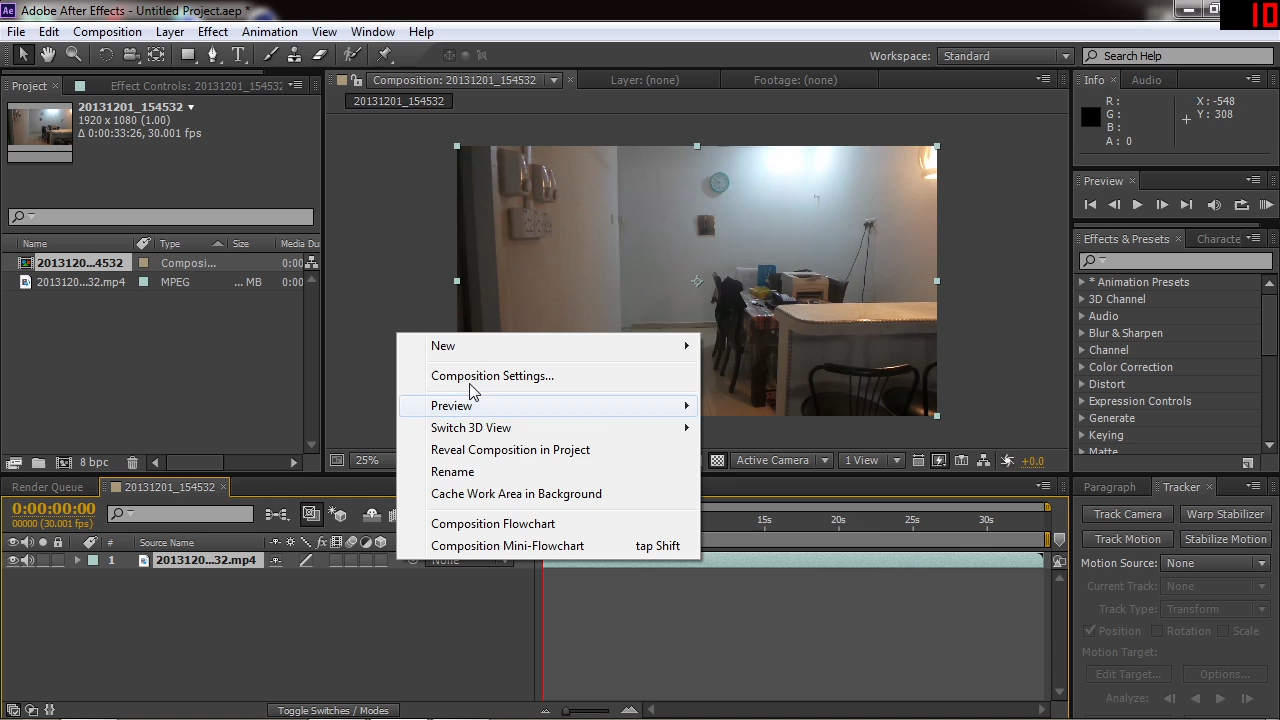 Ae Adobe After Effects - Untitled Project.aep *
10
File Edit Composition Layer Effect Animation View Window Help
Workspace: Standard
Search Help
Project
Effect Controls: 20131201_154532
Composition: 20131201_154532
Layer: (none)
Footage: (none)
Info
Audio
20131201_154532
20131201_154532
1920 x 1080 (1.00)
Δ 0:00:33:26, 30.001 fps
R :
G :
B :
A : 0
X : -548
Y : 308
Preview
Effects & Presets
Characte
Name
Type
Size
Media Du
2013120...4532
Composi...
0:00
2013120...32.mp4
MPEG
... MB
0:00
* Animation Presets
3D Channel
Audio
Blur & Sharpen
Channel
Color Correction
Distort
Expression Controls
Generate
Keying
Matte
New
Composition Settings...
Preview
Switch 3D View
Reveal Composition in Project
Rename
Cache Work Area in Background
Composition Flowchart
Composition Mini-Flowchart tap Shift
8 bpc
25%
Active Camera
1 View
+0.0
Render Queue
20131201_154532
0:00:00:00
00000 (30.001 fps)
15s
20s
25s
30s
#
Source Name
1
2013120...32.mp4
None
Toggle Switches / Modes
Paragraph
Tracker
Track Camera
Warp Stabilizer
Track Motion
Stabilize Motion
Motion Source: None
Current Track: None
Track Type: Transform
Position
Rotation
Scale
Motion Target:
Edit Target...
Options...
Analyze: